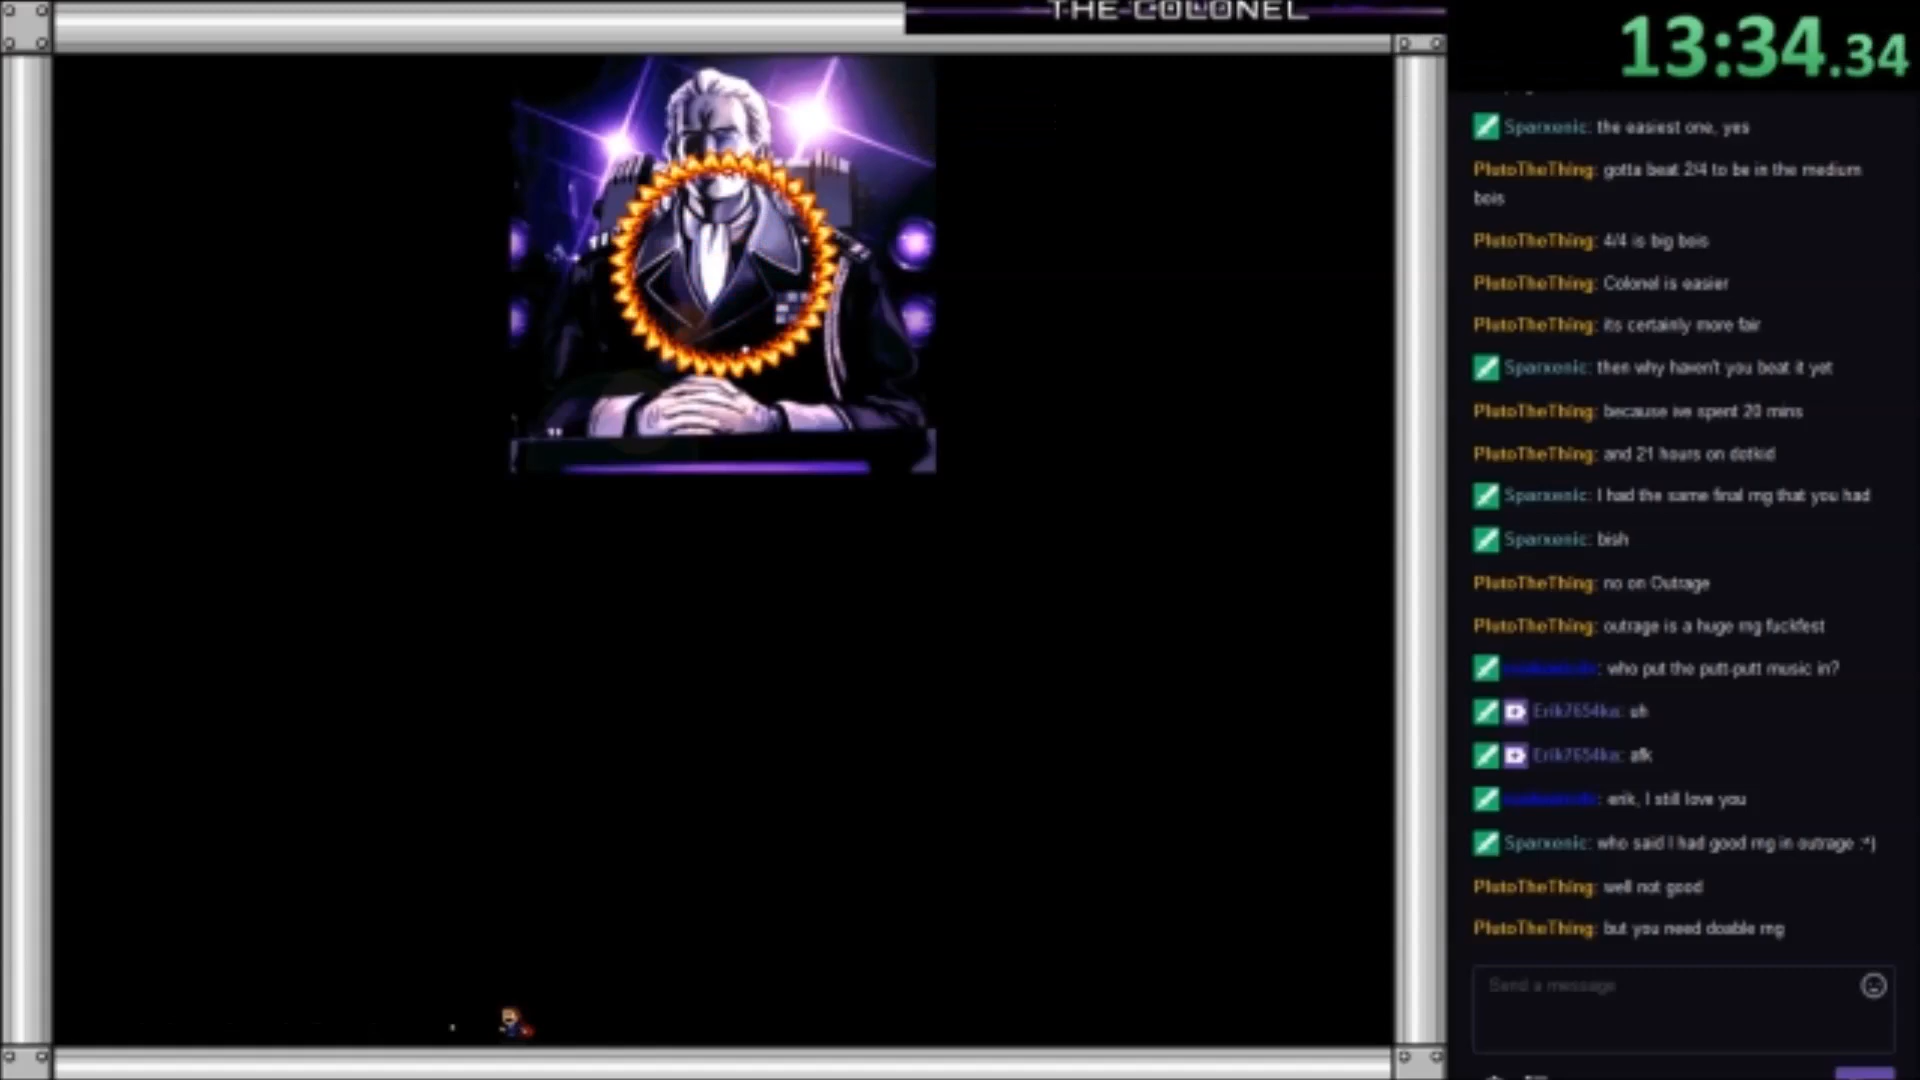 THE COLONEL
13:34.34
Sparxenic: the easiest one, yes
PlutoTheThing: gotta beat 2/4 to be in the medium
bois
PlutoTheThing: 4/4 is big bois
PlutoTheThing: Colonel is easier
PlutoTheThing: its certainly more fair
Sparxenic: then why haven't you beat it yet
PlutoTheThing: because ive spent 20 mins
PlutoTheThing: and 21 hours on dotkid
Sparxenic: I had the same final rng that you had
Sparxenic: bish
PlutoTheThing: no on Outrage
PlutoTheThing: outrage is a huge rng fuckfest
: who put the putt-putt music in?
Erik7654ka: uh
Erik7654ka: afk
: erik, I still love you
Sparxenic: who said I had good rng in outrage :*)
PlutoTheThing: well not good
PlutoTheThing: but you need doable rng
Send a message